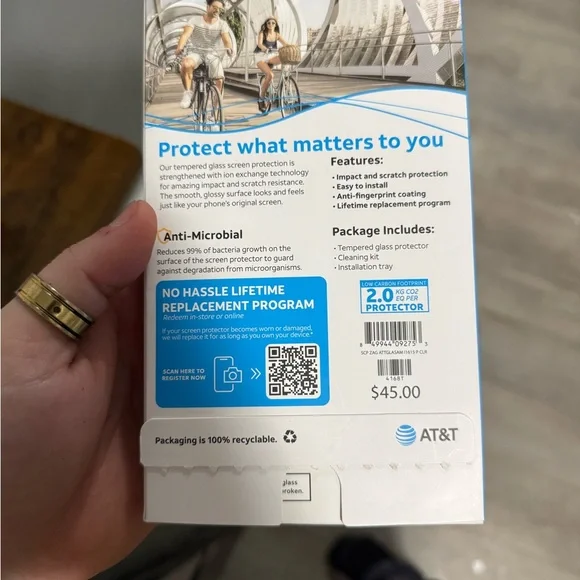 Protect what matters to you
Our tempered glass screen protection is
strengthened with ion exchange technology
for amazing impact and scratch resistance.
The smooth, glossy surface looks and feels
just like your phone's original screen.
Features:
• Impact and scratch protection
• Easy to install
• Anti-fingerprint coating
• Lifetime replacement program
Anti-Microbial
Reduces 99% of bacteria growth on the
surface of the screen protector to guard
against degradation from microorganisms.
Package Includes:
• Tempered glass protector
• Cleaning kit
• Installation tray
NO HASSLE LIFETIME
REPLACEMENT PROGRAM
Redeem in-store or online
If your screen protector becomes worn or damaged,
we will replace it for as long as you own your device.*
SCAN HERE TO
REGISTER NOW
LOW CARBON FOOTPRINT
2.0 KG CO2
EQ PER
PROTECTOR
8 49944 09275 3
4168T
$45.00
Packaging is 100% recyclable.
AT&T
glass
broken.